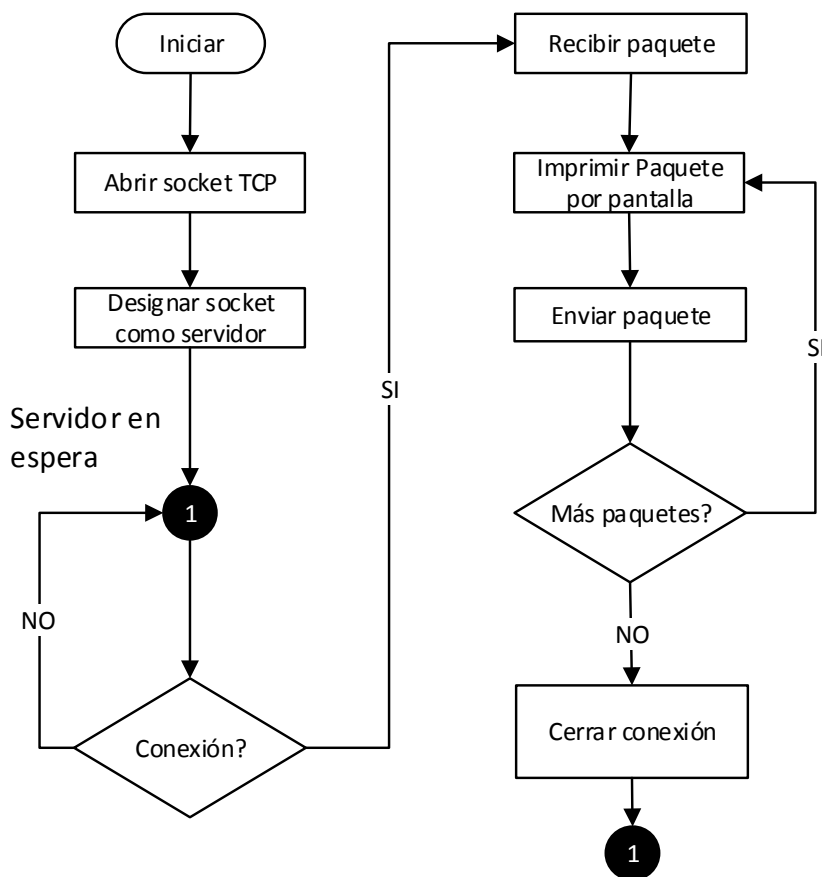 Iniciar
Abrir socket TCP
Designar socket
como servidor
Servidor en
espera
1
NO
Conexión?
SI
Recibir paquete
Imprimir Paquete
por pantalla
Enviar paquete
SI
Más paquetes?
NO
Cerrar conexión
1